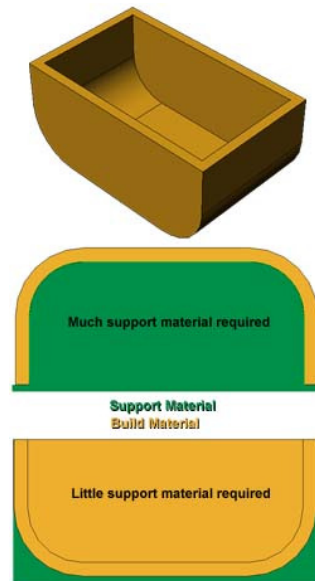 Much support material required
Support Material
Build Material
Little support material required